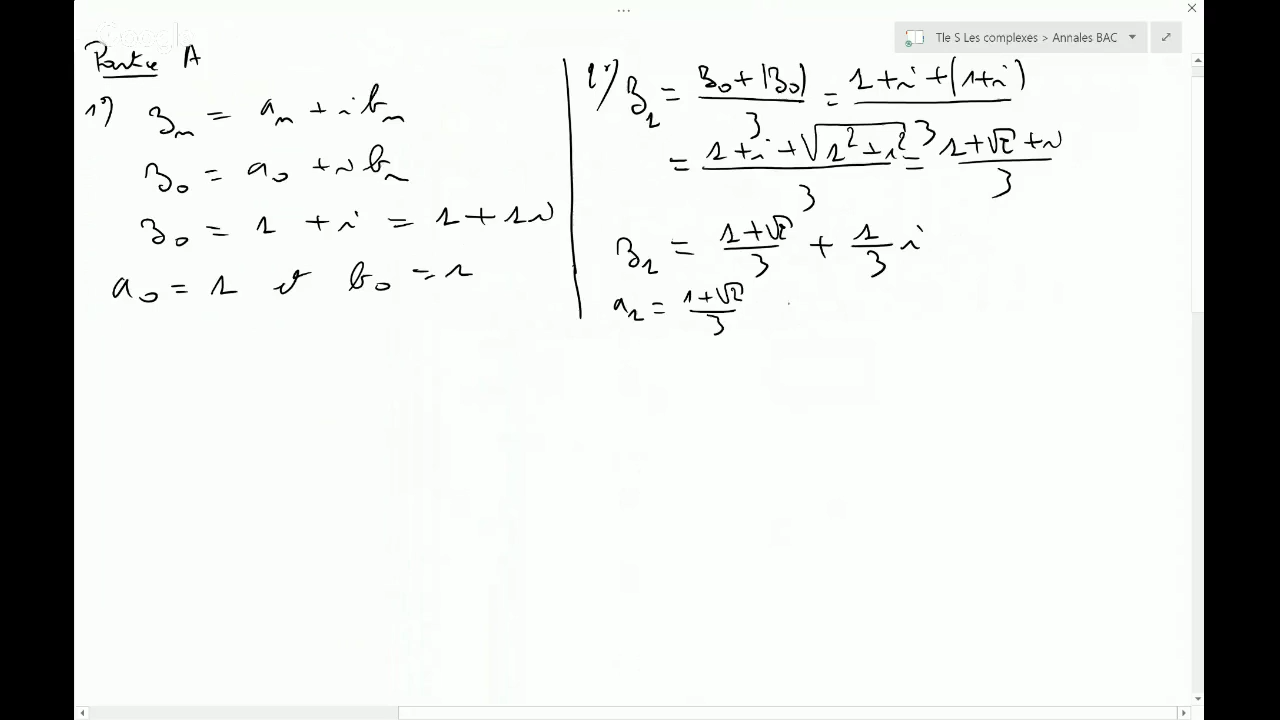 Tle S Les complexes > Annales BAC
Partie A
1°) z_n = a_n + i b_n
z_0 = a_0 + i b_n
z_0 = 1 + i = 1 + 1i
a_0 = 1 et b_0 = 1
2°) z_1 = (z_0 + |z_0|)/3 = (1 + i + |1+i|)/3
= (1 + i + √(1² + 1²))/3 = (1 + √2 + i)/3
z_1 = (1 + √2)/3 + 1/3 i
a_1 = (1 + √2)/3